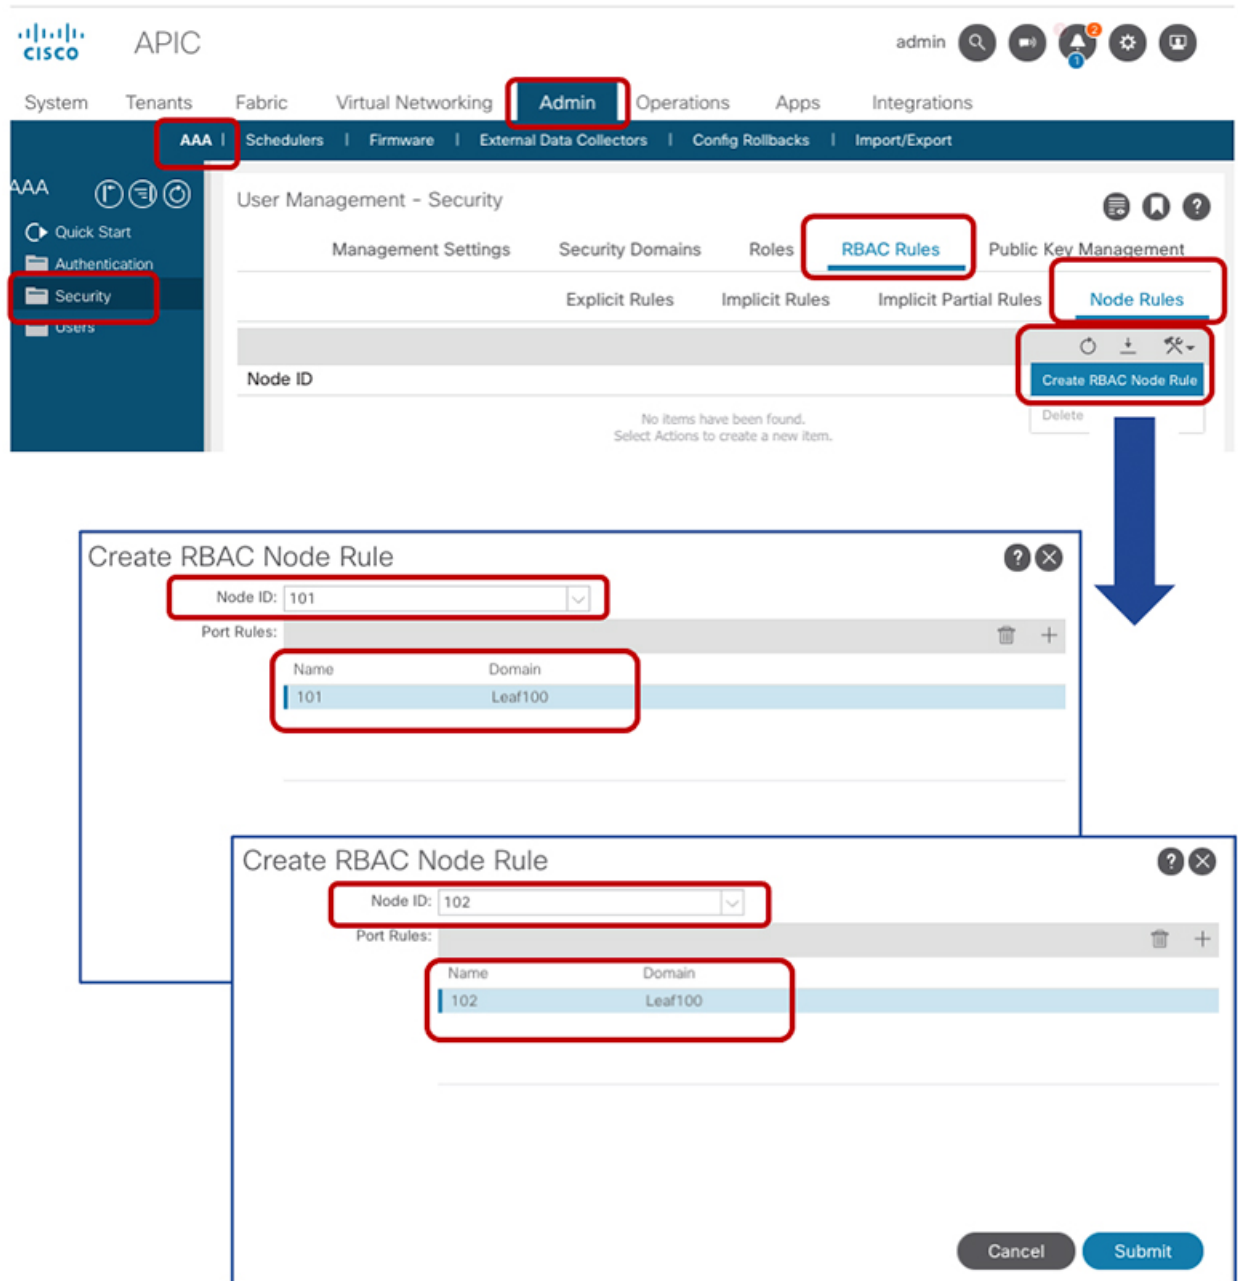 CISCO APIC admin 2 1
System Tenants Fabric Virtual Networking Admin Operations Apps Integrations
AAA | Schedulers | Firmware | External Data Collectors | Config Rollbacks | Import/Export
AAA
User Management - Security
Quick Start
Management Settings Security Domains Roles RBAC Rules Public Key Management
Authentication
Security
Explicit Rules Implicit Rules Implicit Partial Rules Node Rules
Users
Node ID
Create RBAC Node Rule
No items have been found.
Delete
Select Actions to create a new item.
Create RBAC Node Rule
Node ID: 101
Port Rules:
Name Domain
101 Leaf100
Create RBAC Node Rule
Node ID: 102
Port Rules:
Name Domain
102 Leaf100
Cancel Submit